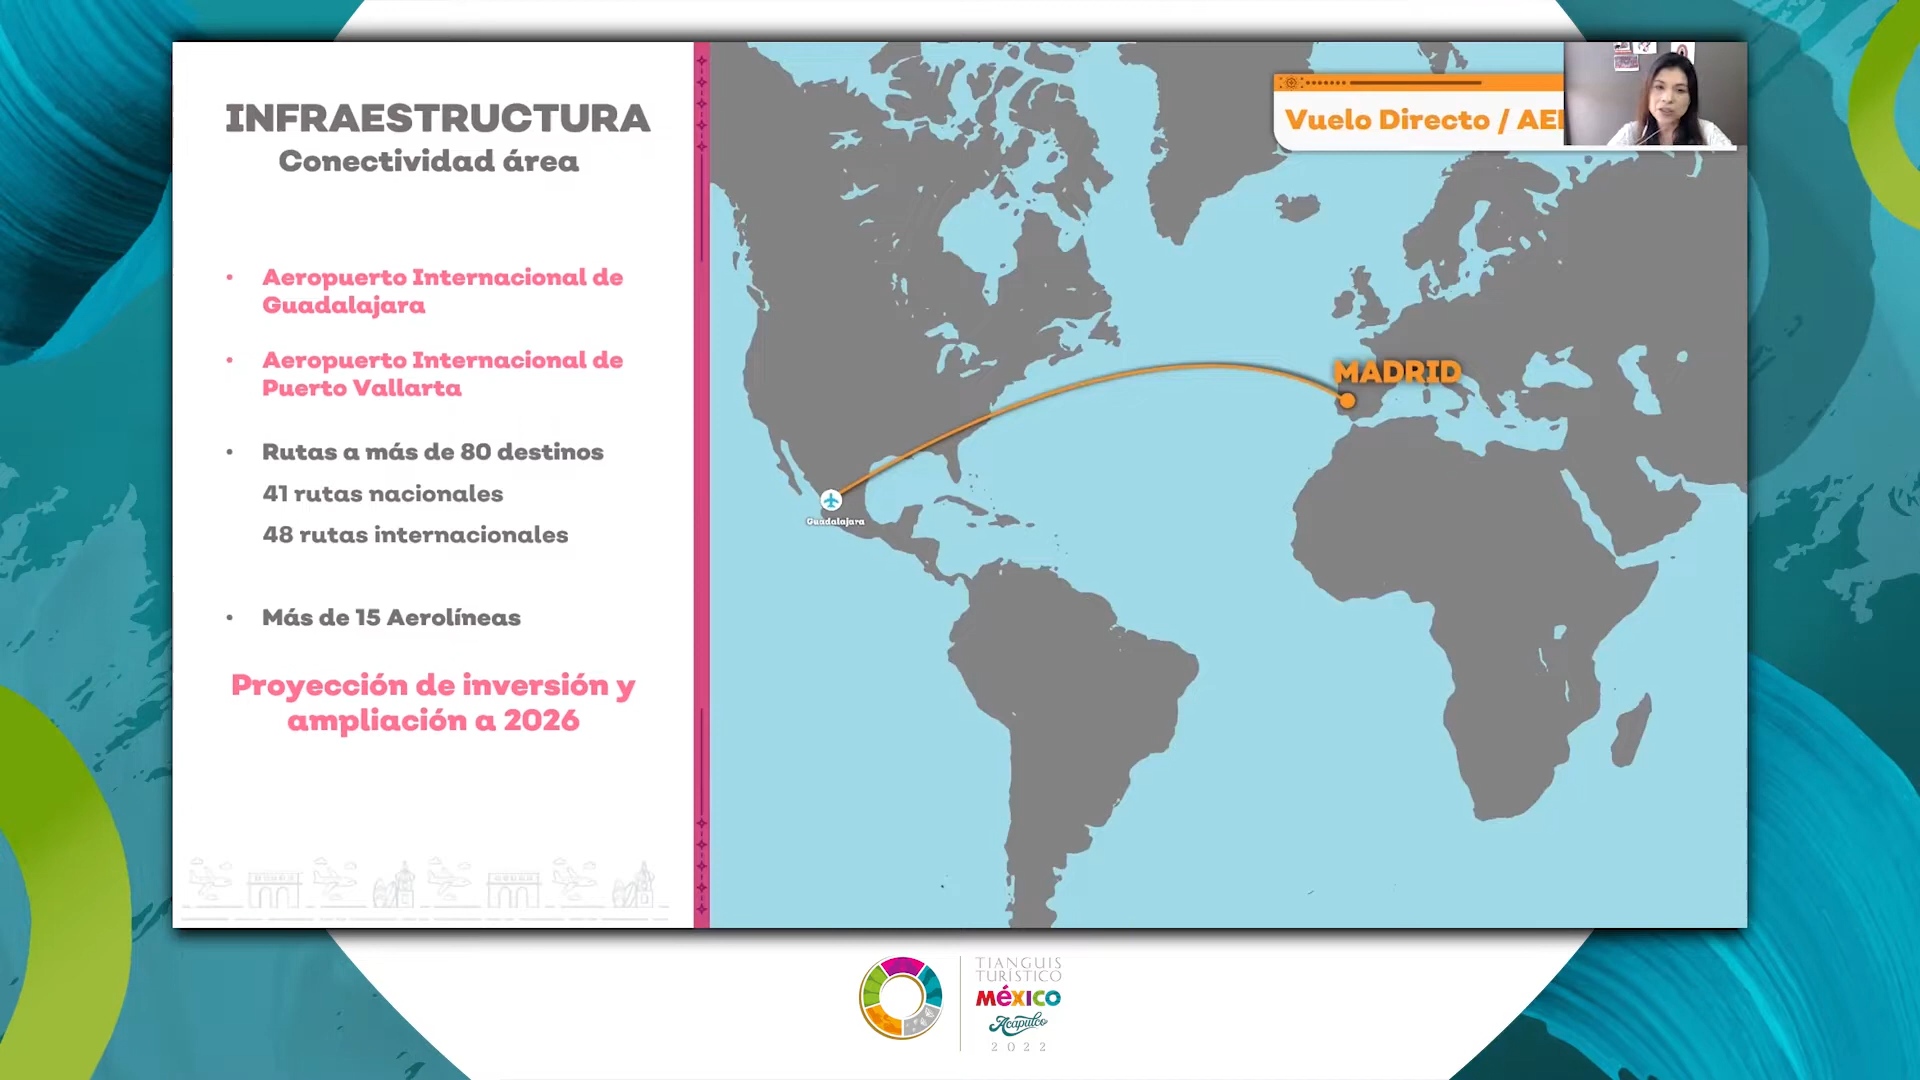 INFRAESTRUCTURA
Conectividad área
• Aeropuerto Internacional de
Guadalajara
• Aeropuerto Internacional de
Puerto Vallarta
• Rutas a más de 80 destinos
41 rutas nacionales
48 rutas internacionales
• Más de 15 Aerolíneas
Proyección de inversión y
ampliación a 2026
Vuelo Directo /
MADRID
Guadalajara
TIANGUIS
TURÍSTICO
MÉXICO
Acapulco
2022